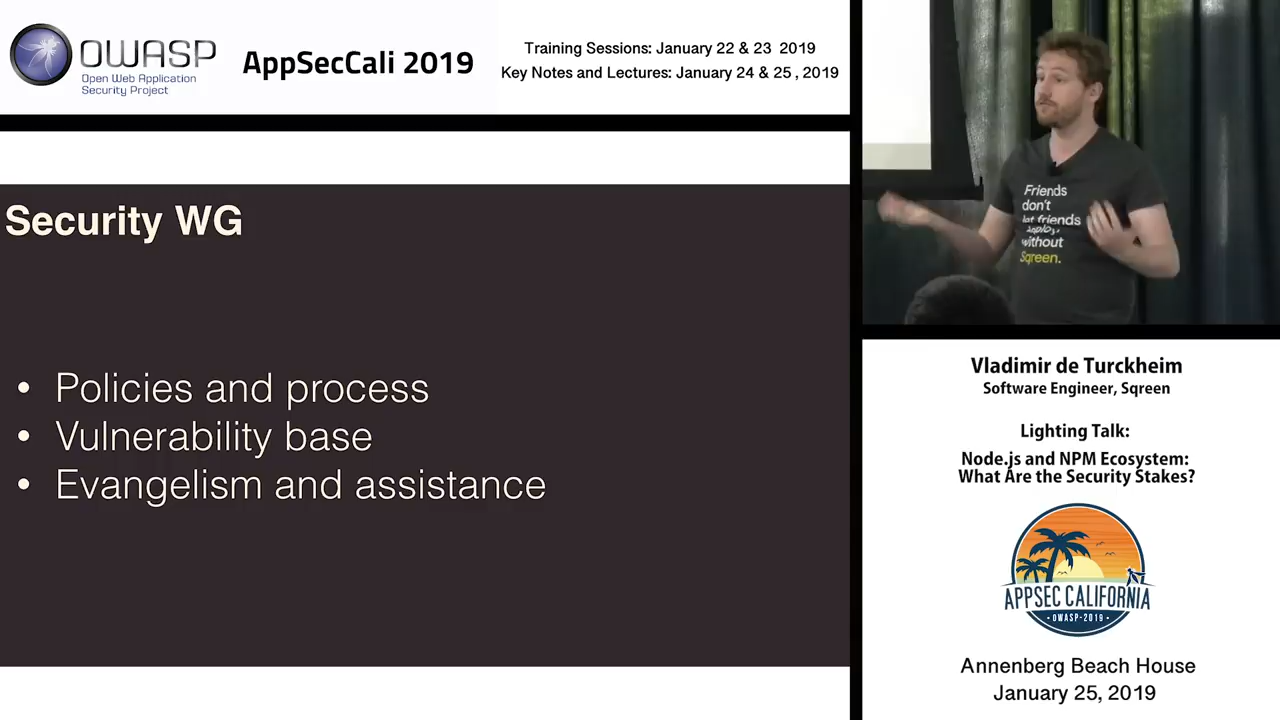 OWASP
Open Web Application
Security Project
AppSecCali 2019
Training Sessions: January 22 & 23 2019
Key Notes and Lectures: January 24 & 25, 2019
Security WG
• Policies and process
• Vulnerability base
• Evangelism and assistance
Friends
don't
let friends
deploy
without
Sqreen.
Vladimir de Turckheim
Software Engineer, Sqreen
Lighting Talk:
Node.js and NPM Ecosystem:
What Are the Security Stakes?
APPSEC CALIFORNIA
• OWASP-2019 •
Annenberg Beach House
January 25, 2019